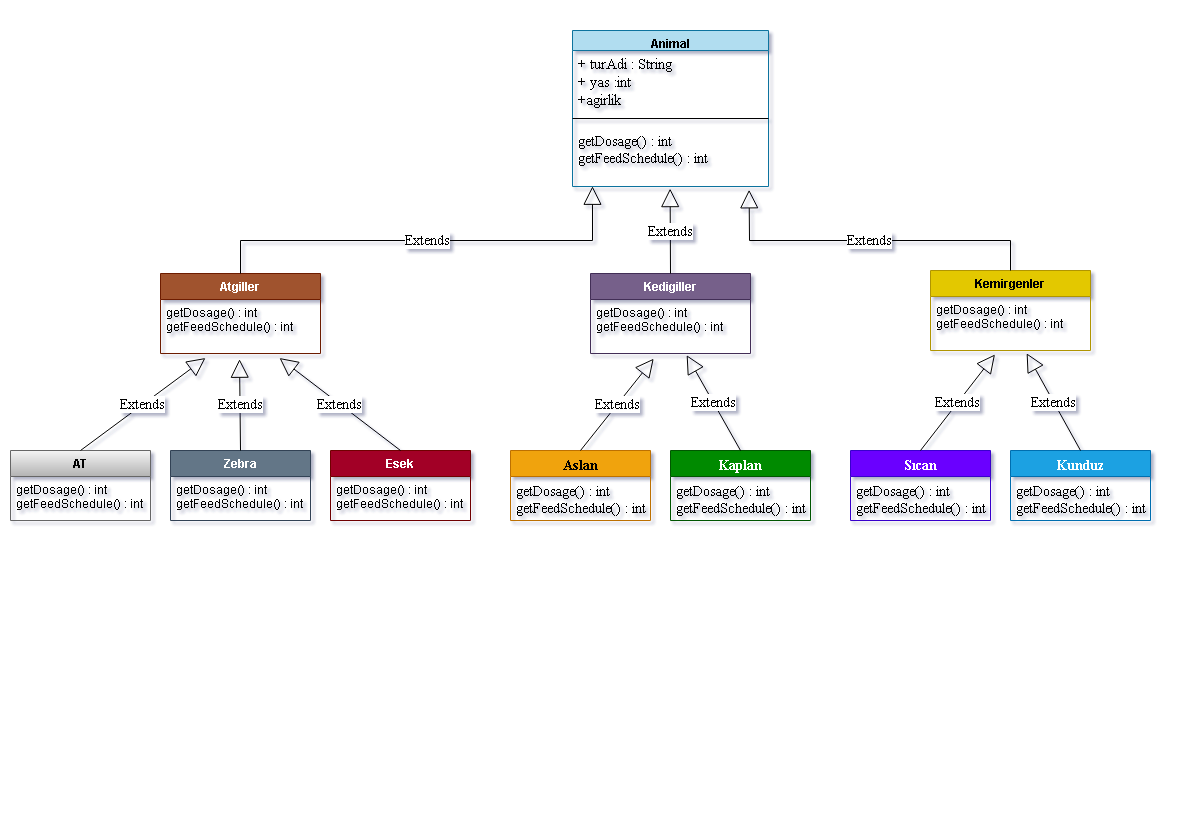 Animal
+ turAdi : String
+ yas :int
+agirlik
getDosage() : int
getFeedSchedule() : int
Extends
Extends
Extends
Atgiller
getDosage() : int
getFeedSchedule() : int
Kedigiller
getDosage() : int
getFeedSchedule() : int
Kemirgenler
getDosage() : int
getFeedSchedule() : int
Extends
Extends
Extends
Extends
Extends
Extends
Extends
AT
getDosage() : int
getFeedSchedule() : int
Zebra
getDosage() : int
getFeedSchedule() : int
Esek
getDosage() : int
getFeedSchedule() : int
Aslan
getDosage() : int
getFeedSchedule() : int
Kaplan
getDosage() : int
getFeedSchedule() : int
Sıcan
getDosage() : int
getFeedSchedule() : int
Kunduz
getDosage() : int
getFeedSchedule() : int